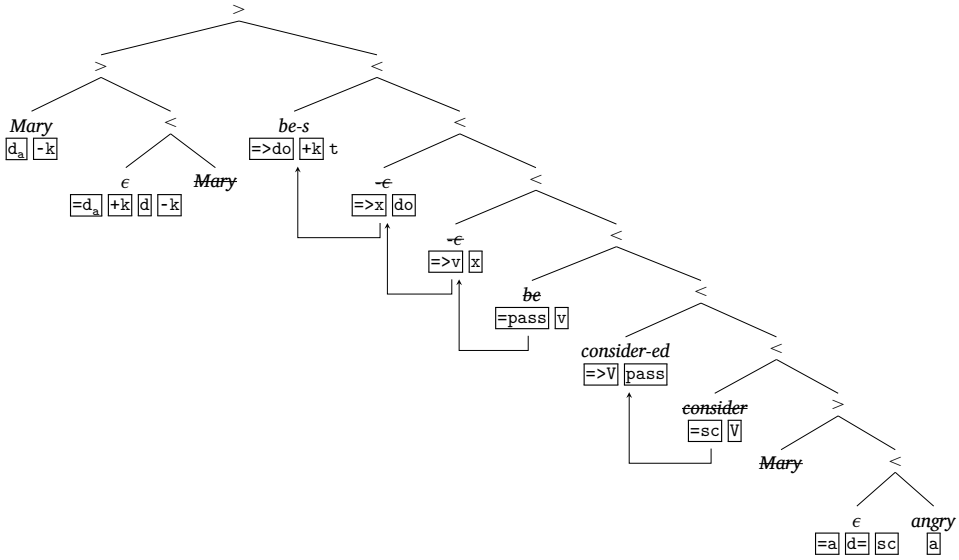 >
> <
Mary < be-s <
d_a -k =>do +k t
ϵ Mary -ϵ <
=d_a +k d -k =>x do
-ϵ <
=>v x
be <
=pass v
consider-ed <
=>V pass
consider >
=sc V
Mary <
ϵ angry
=a d= sc a